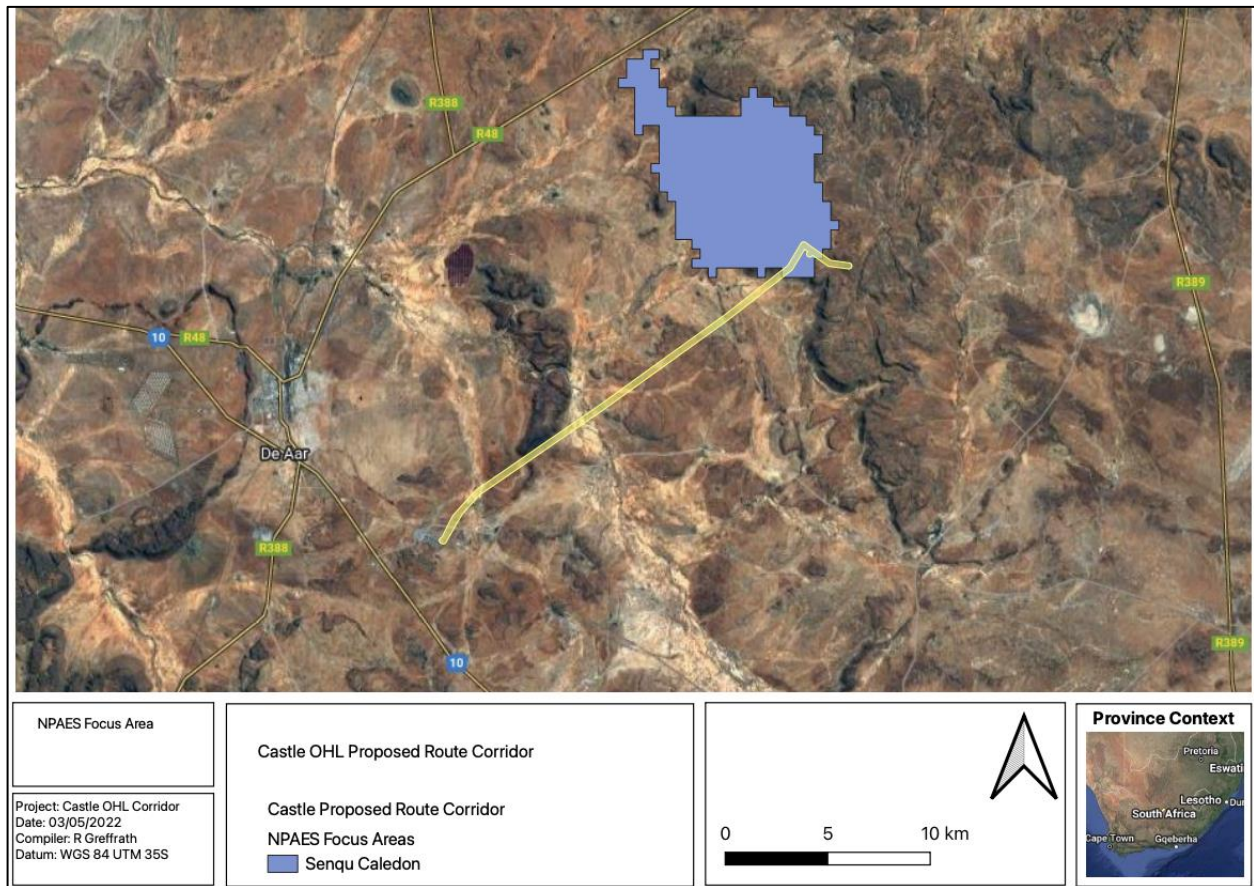 R388
R48
R389
10
R48
De Aar
R388
R389
10
NPAES Focus Area
Project: Castle OHL Corridor
Date: 03/05/2022
Compiler: R Greffrath
Datum: WGS 84 UTM 35S
Castle OHL Proposed Route Corridor
Castle Proposed Route Corridor
NPAES Focus Areas
Senqu Caledon
0 5 10 km
Province Context
Pretoria
Eswati
Lesotho
Dur
South Africa
Cape Town
Gqeberha